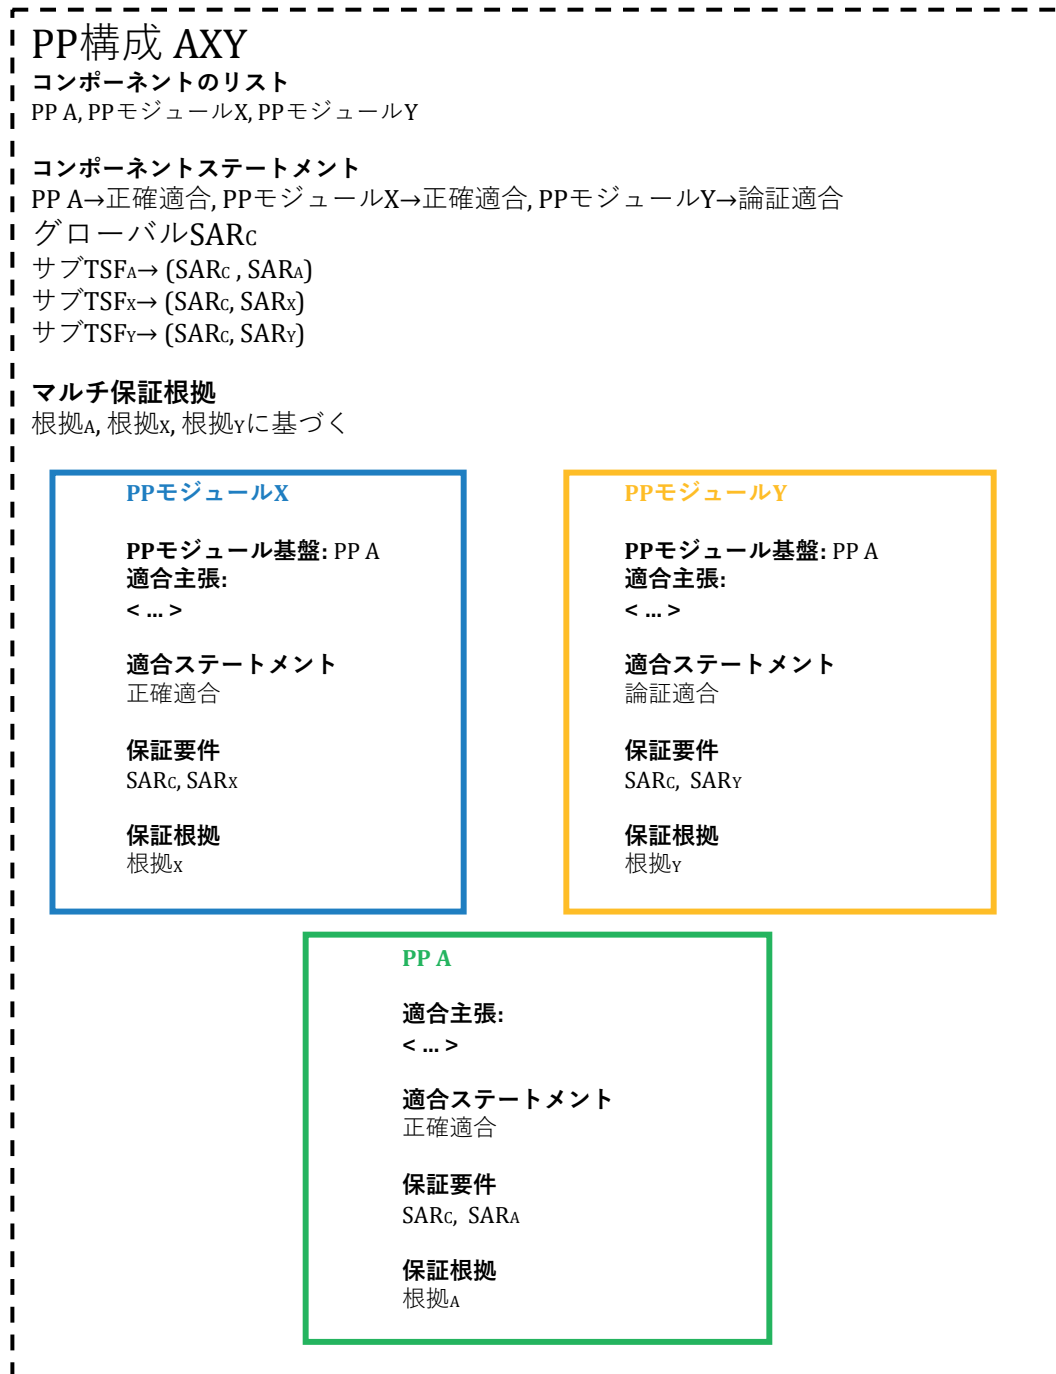 PP構成 AXY
コンポーネントのリスト
PP A, PPモジュールX, PPモジュールY
コンポーネントステートメント
PP A→正確適合, PPモジュールX→正確適合, PPモジュールY→論証適合
グローバルSARC
サブTSFA→ (SARC , SARA)
サブTSFX→ (SARC, SARX)
サブTSFY→ (SARC, SARY)
マルチ保証根拠
根拠A, 根拠X, 根拠Yに基づく
PPモジュールX
PPモジュール基盤: PP A
適合主張:
< ... >
適合ステートメント
正確適合
保証要件
SARC, SARX
保証根拠
根拠X
PPモジュールY
PPモジュール基盤: PP A
適合主張:
< ... >
適合ステートメント
論証適合
保証要件
SARC, SARY
保証根拠
根拠Y
PP A
適合主張:
< ... >
適合ステートメント
正確適合
保証要件
SARC, SARA
保証根拠
根拠A